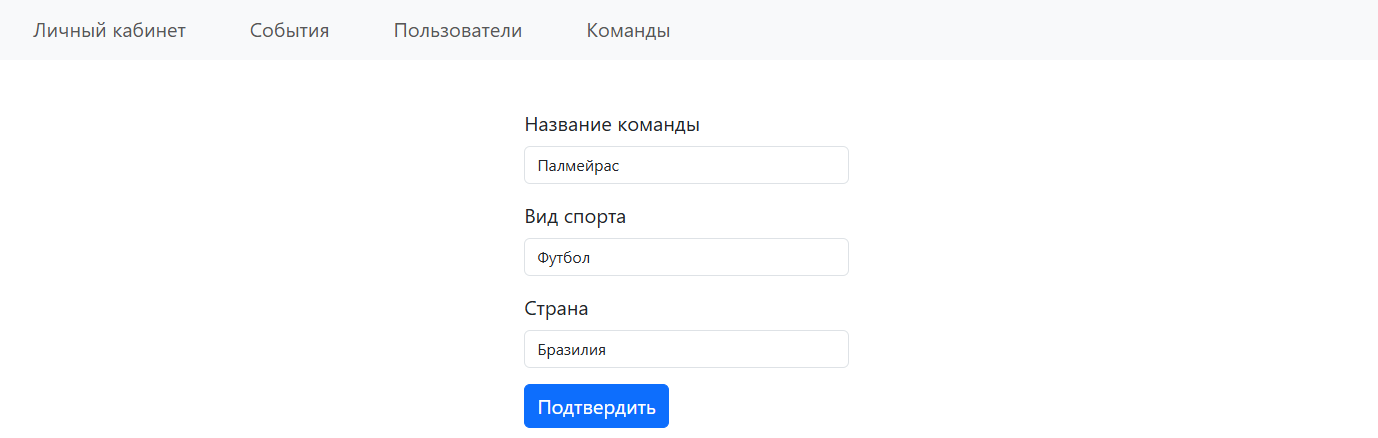 Личный кабинет События Пользователи Команды
Название команды
Палмейрас
Вид спорта
Футбол
Страна
Бразилия
Подтвердить